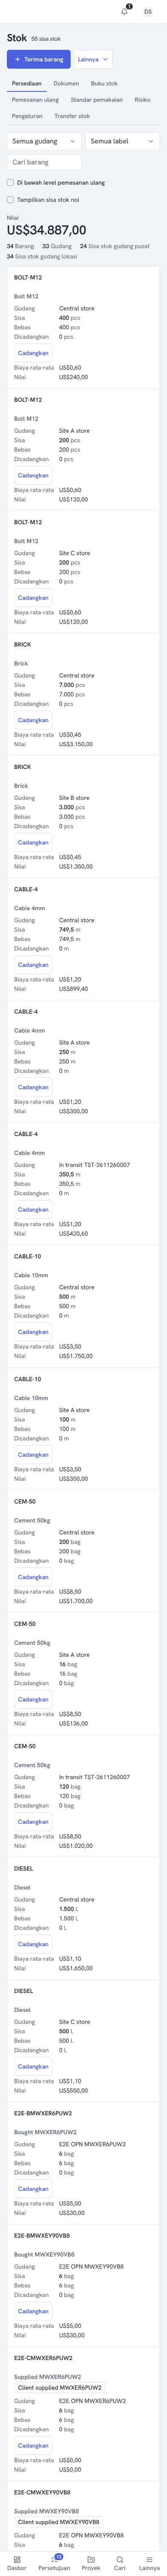 1
DS
Stok 58 sisa stok
+ Terima barang
Lainnya
Persediaan Dokumen Buku stok
Pemesanan ulang Standar pemakaian Risiko
Pengaturan Transfer stok
Semua gudang
Semua label
Cari barang
Di bawah level pemesanan ulang
Tampilkan sisa stok nol
Nilai
US$34.887,00
34 Barang 33 Gudang 24 Sisa stok gudang pusat
34 Sisa stok gudang lokasi
BOLT-M12
Bolt M12
Gudang Central store
Sisa 400 pcs
Bebas 400 pcs
Dicadangkan 0 pcs
Cadangkan
Biaya rata-rata US$0,60
Nilai US$240,00
BOLT-M12
Bolt M12
Gudang Site A store
Sisa 200 pcs
Bebas 200 pcs
Dicadangkan 0 pcs
Cadangkan
Biaya rata-rata US$0,60
Nilai US$120,00
BOLT-M12
Bolt M12
Gudang Site C store
Sisa 200 pcs
Bebas 200 pcs
Dicadangkan 0 pcs
Cadangkan
Biaya rata-rata US$0,60
Nilai US$120,00
BRICK
Brick
Gudang Central store
Sisa 7.000 pcs
Bebas 7.000 pcs
Dicadangkan 0 pcs
Cadangkan
Biaya rata-rata US$0,45
Nilai US$3.150,00
BRICK
Brick
Gudang Site B store
Sisa 3.000 pcs
Bebas 3.000 pcs
Dicadangkan 0 pcs
Cadangkan
Biaya rata-rata US$0,45
Nilai US$1.350,00
CABLE-4
Cable 4mm
Gudang Central store
Sisa 749,5 m
Bebas 749,5 m
Dicadangkan 0 m
Cadangkan
Biaya rata-rata US$1,20
Nilai US$899,40
CABLE-4
Cable 4mm
Gudang Site A store
Sisa 250 m
Bebas 250 m
Dicadangkan 0 m
Cadangkan
Biaya rata-rata US$1,20
Nilai US$300,00
CABLE-4
Cable 4mm
Gudang In transit TST-2611260007
Sisa 350,5 m
Bebas 350,5 m
Dicadangkan 0 m
Cadangkan
Biaya rata-rata US$1,20
Nilai US$420,60
CABLE-10
Cable 10mm
Gudang Central store
Sisa 500 m
Bebas 500 m
Dicadangkan 0 m
Cadangkan
Biaya rata-rata US$3,50
Nilai US$1.750,00
CABLE-10
Cable 10mm
Gudang Site A store
Sisa 100 m
Bebas 100 m
Dicadangkan 0 m
Cadangkan
Biaya rata-rata US$3,50
Nilai US$350,00
CEM-50
Cement 50kg
Gudang Central store
Sisa 200 bag
Bebas 200 bag
Dicadangkan 0 bag
Cadangkan
Biaya rata-rata US$8,50
Nilai US$1.700,00
CEM-50
Cement 50kg
Gudang Site A store
Sisa 16 bag
Bebas 16 bag
Dicadangkan 0 bag
Cadangkan
Biaya rata-rata US$8,50
Nilai US$136,00
CEM-50
Cement 50kg
Gudang In transit TST-2611260007
Sisa 120 bag
Bebas 120 bag
Dicadangkan 0 bag
Cadangkan
Biaya rata-rata US$8,50
Nilai US$1.020,00
DIESEL
Diesel
Gudang Central store
Sisa 1.500 L
Bebas 1.500 L
Dicadangkan 0 L
Cadangkan
Biaya rata-rata US$1,10
Nilai US$1.650,00
DIESEL
Diesel
Gudang Site C store
Sisa 500 L
Bebas 500 L
Dicadangkan 0 L
Cadangkan
Biaya rata-rata US$1,10
Nilai US$550,00
E2E-BMWXER6PUW2
Bought MWXER6PUW2
Gudang E2E OPN MWXER6PUW2
Sisa 6 bag
Bebas 6 bag
Dicadangkan 0 bag
Cadangkan
Biaya rata-rata US$5,00
Nilai US$30,00
E2E-BMWXEY90VB8
Bought MWXEY90VB8
Gudang E2E OPN MWXEY90VB8
Sisa 6 bag
Bebas 6 bag
Dicadangkan 0 bag
Cadangkan
Biaya rata-rata US$5,00
Nilai US$30,00
E2E-CMWXER6PUW2
Supplied MWXER6PUW2
Client supplied MWXER6PUW2
Gudang E2E OPN MWXER6PUW2
Sisa 6 bag
Bebas 6 bag
Dicadangkan 0 bag
Cadangkan
Biaya rata-rata US$0,00
Nilai US$0,00
E2E-CMWXEY90VB8
Supplied MWXEY90VB8
Client supplied MWXEY90VB8
Gudang E2E OPN MWXEY90VB8
Sisa 6 bag
12
Dasbor Persetujuan Proyek Cari Lainnya